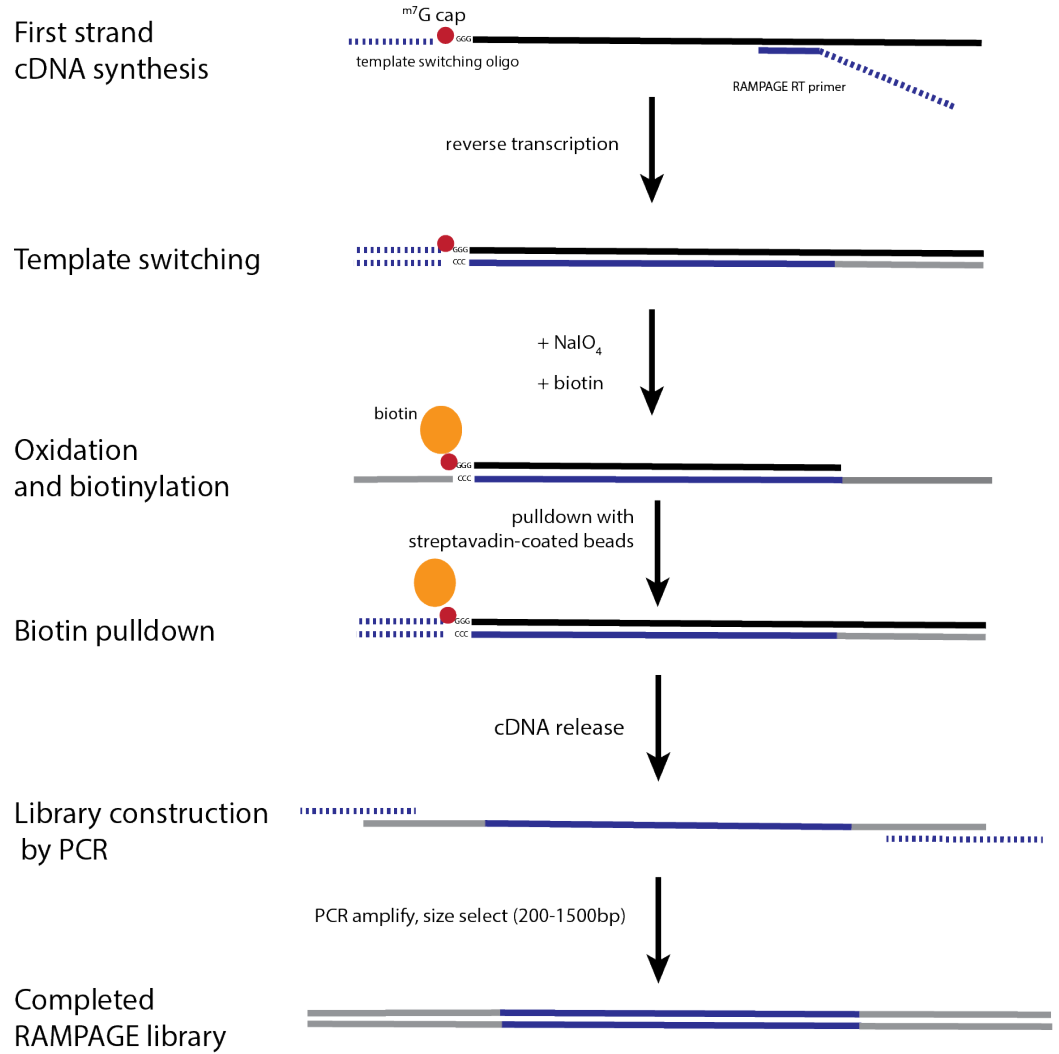 First strand
cDNA synthesis
m7G cap
GGG
template switching oligo
RAMPAGE RT primer
reverse transcription
Template switching
GGG
CCC
+ NaIO4
+ biotin
biotin
Oxidation
and biotinylation
GGG
CCC
pulldown with
streptavadin-coated beads
Biotin pulldown
GGG
CCC
cDNA release
Library construction
by PCR
PCR amplify, size select (200-1500bp)
Completed
RAMPAGE library